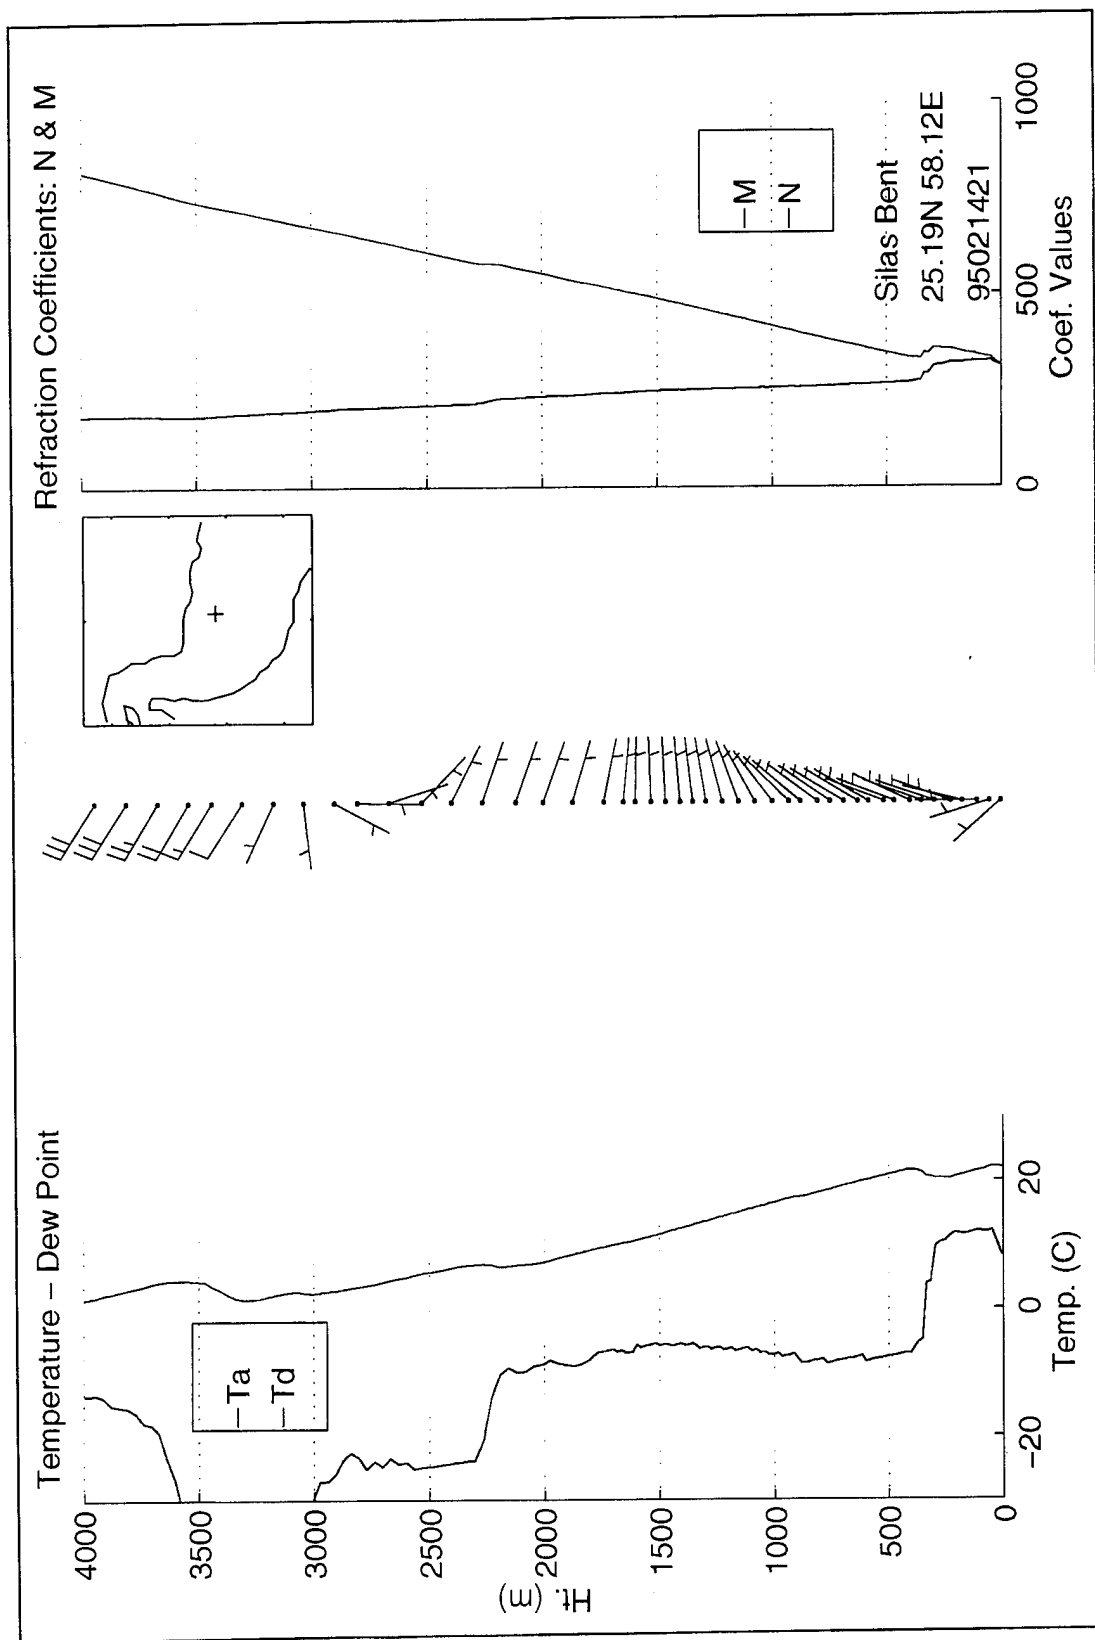 Temperature – Dew Point
4000
3500
3000
2500
2000
1500
1000
500
0
Ht. (m)
–Ta
–Td
–20
0
20
Temp. (C)
Refraction Coefficients: N & M
–M
–N
Silas Bent
25.19N 58.12E
95021421
0
500
1000
Coef. Values